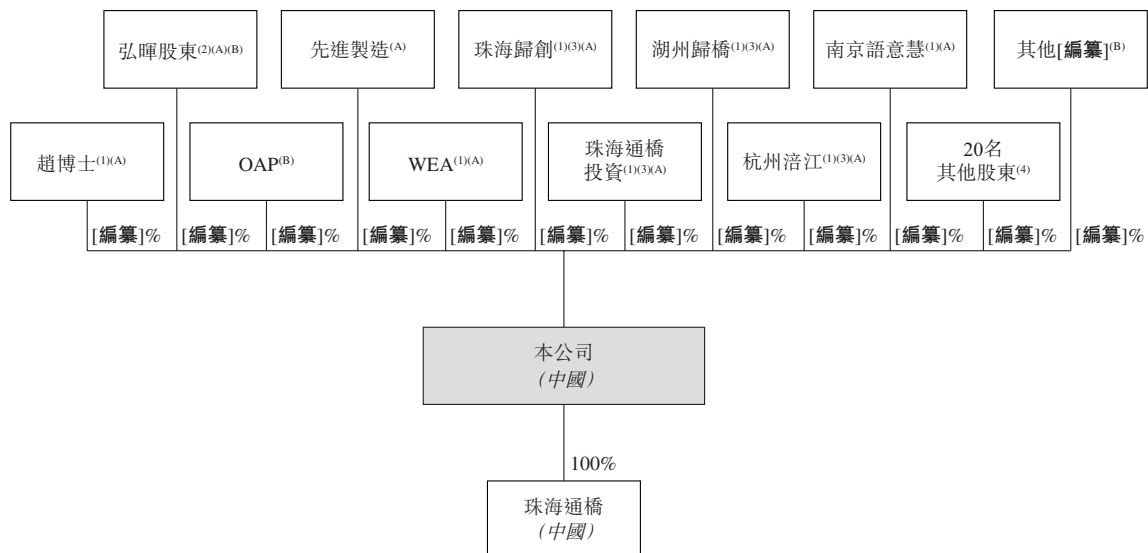 弘暉股東(2)(A)(B)
先進製造(A)
珠海歸創(1)(3)(A)
湖州歸橋(1)(3)(A)
南京語意慧(1)(A)
其他[編纂](B)
趙博士(1)(A)
OAP(B)
WEA(1)(A)
珠海通橋
投資(1)(3)(A)
杭州涪江(1)(3)(A)
20名
其他股東(4)
[編纂]% [編纂]% [編纂]% [編纂]% [編纂]% [編纂]% [編纂]% [編纂]% [編纂]% [編纂]% [編纂]% [編纂]%
本公司
(中國)
100%
珠海通橋
(中國)